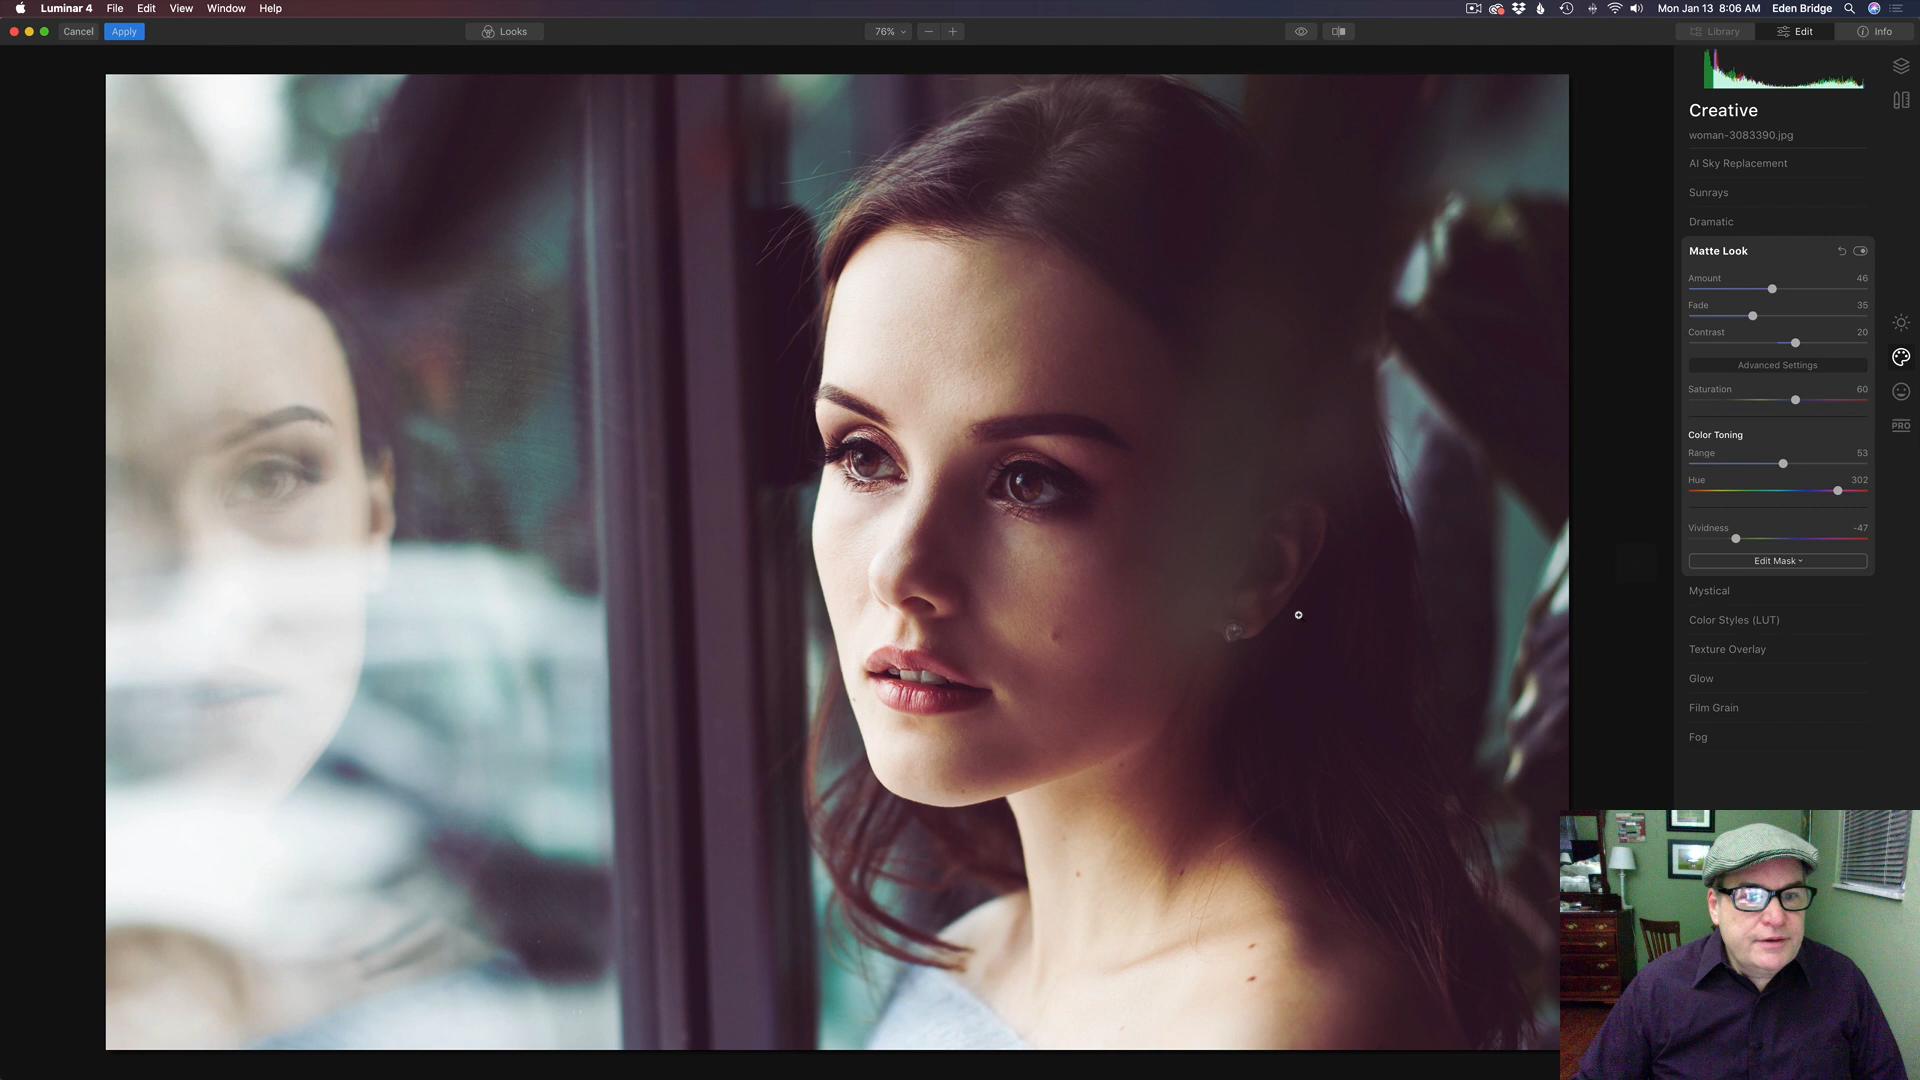 Luminar 4 File Edit View Window Help
Mon Jan 13 8:06 AM Eden Bridge
Cancel Apply
Looks
76%
Library Edit Info
Creative
woman-3083390.jpg
AI Sky Replacement
Sunrays
Dramatic
Matte Look
Amount 46
Fade 35
Contrast 20
Advanced Settings
Saturation 60
Color Toning
Range 53
Hue 302
Vividness -47
Edit Mask
Mystical
Color Styles (LUT)
Texture Overlay
Glow
Film Grain
Fog
PRO